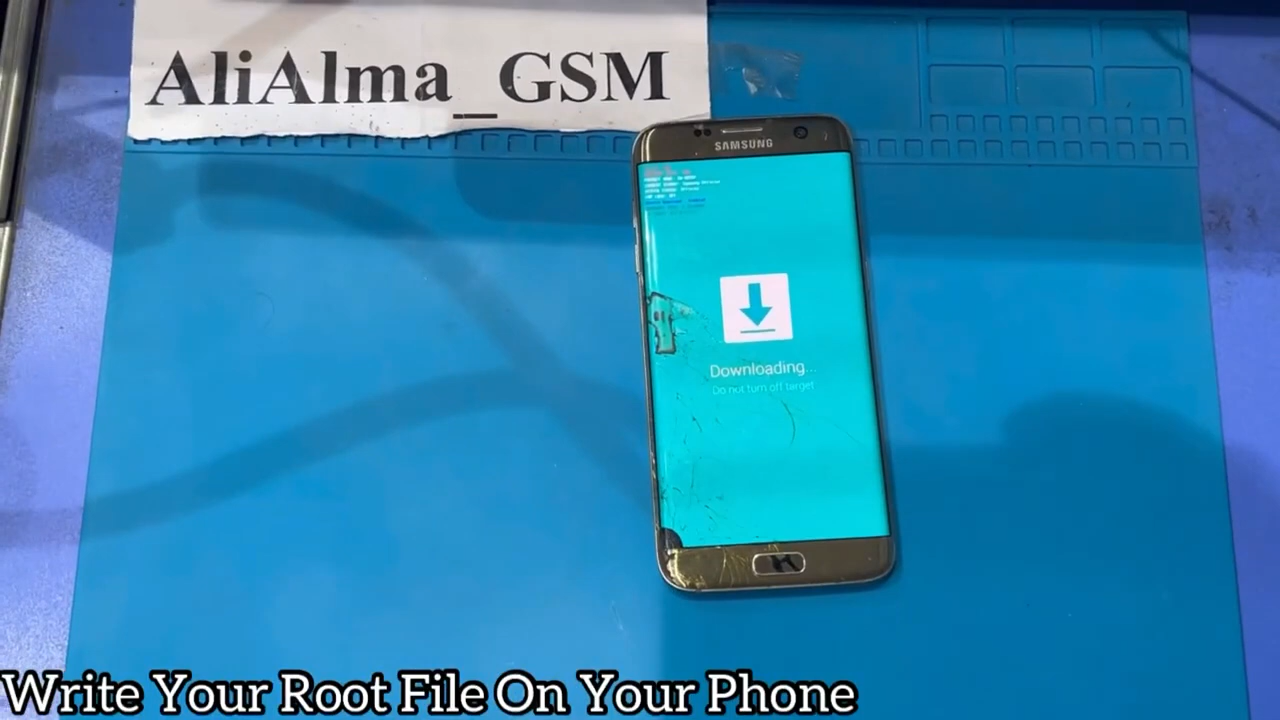 AliAlma_GSM
SAMSUNG
Downloading...
Do not turn off target
Write Your Root File On Your Phone